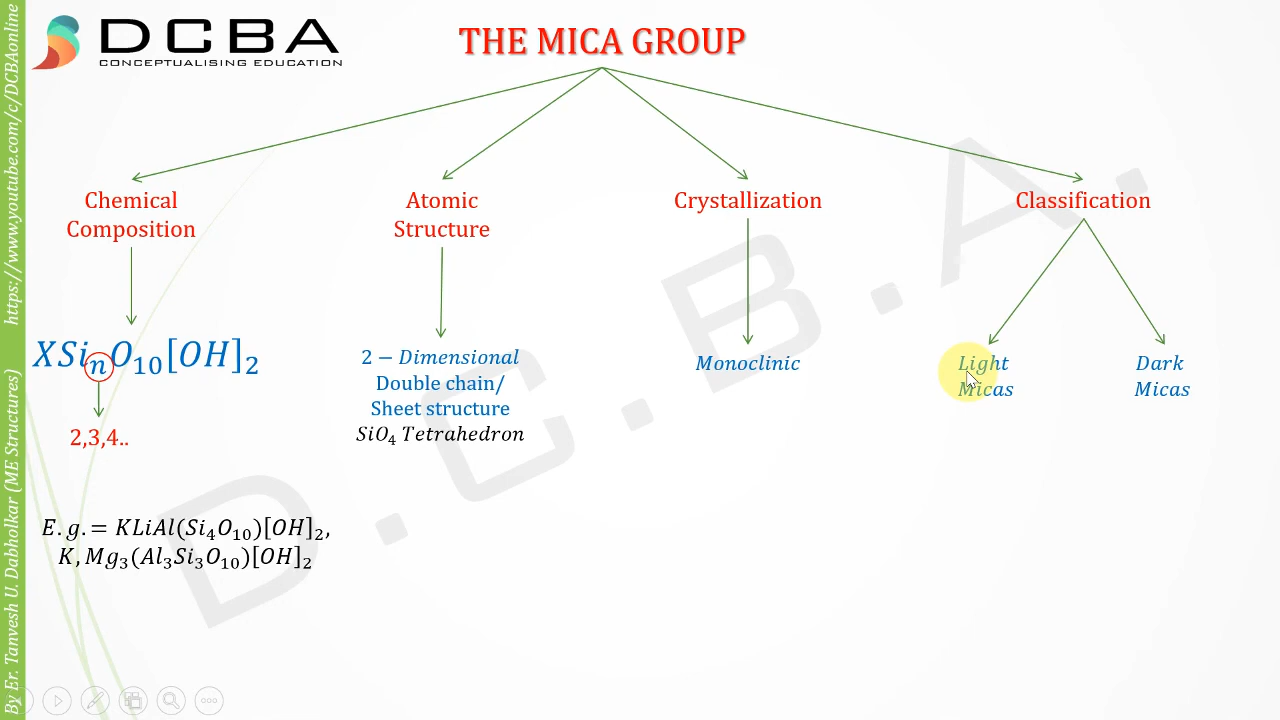 DCBA
CONCEPTUALISING EDUCATION
THE MICA GROUP
Chemical
Composition
Atomic
Structure
Crystallization
Classification
XSiₙO₁₀[OH]₂
2,3,4..
2 − Dimensional
Double chain/
Sheet structure
SiO₄ Tetrahedron
Monoclinic
Light
Micas
Dark
Micas
E.g.= KLiAl(Si₄O₁₀)[OH]₂,
K,Mg₃(Al₃Si₃O₁₀)[OH]₂
D.C.B.A.
By Er. Tanvesh U. Dabholkar (ME Structures) https://www.youtube.com/c/DCBAonline